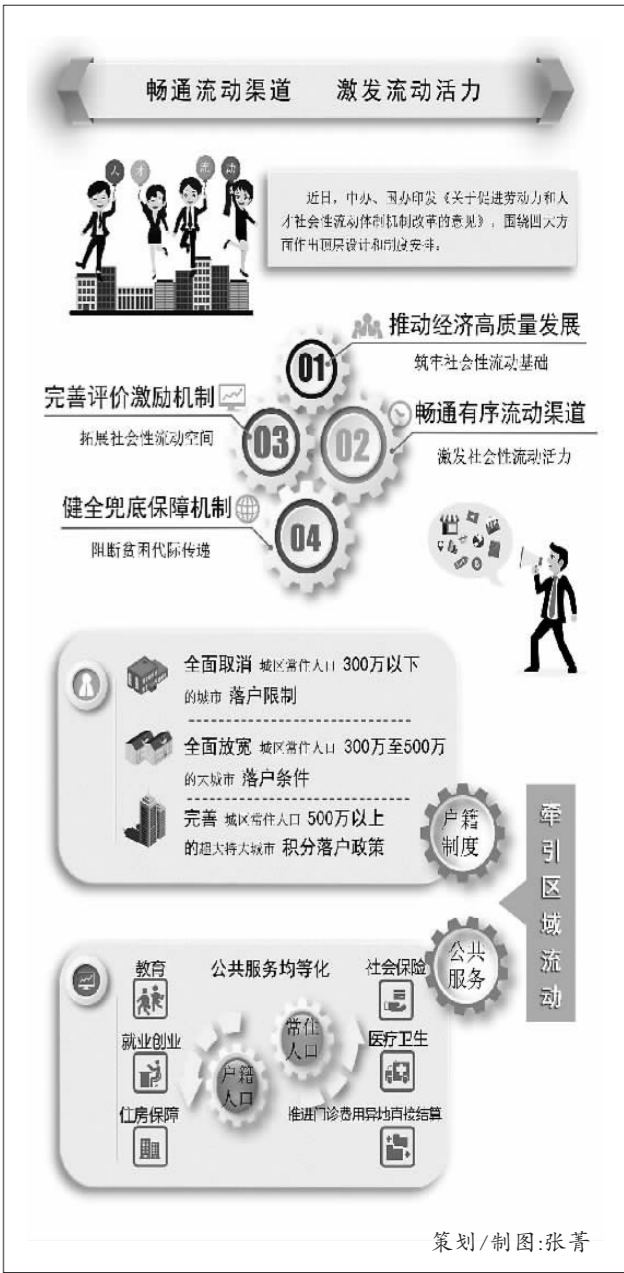 畅通流动渠道 激发流动活力
人才流动
近日，中办、国办印发《关于促进劳动力和人
才社会性流动体制机制改革的意见》，围绕四大方
面作出顶层设计和制度安排。
01
推动经济高质量发展
筑牢社会性流动基础
02
畅通有序流动渠道
激发社会性流动活力
03
完善评价激励机制
拓展社会性流动空间
04
健全兜底保障机制
阻断贫困代际传递
全面取消 城区常住人口 300万以下
的城市 落户限制
全面放宽 城区常住人口 300万至500万
的大城市 落户条件
完善 城区常住人口 500万以上
的超大特大城市 积分落户政策
户籍
制度
牵引区域流动
公共
服务
公共服务均等化
教育
就业创业
住房保障
户籍
人口
常住
人口
社会保险
医疗卫生
推进门诊费用异地直接结算
策划/制图:张菁